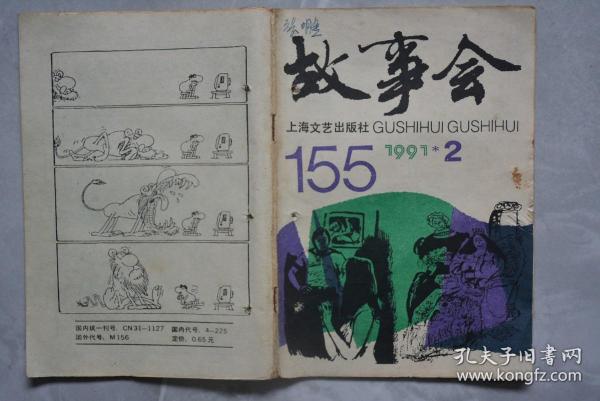 故事会
上海文艺出版社 GUSHIHUI GUSHIHUI
155 1991*2
国内统一刊号. CN31-1127 国内代号. 4-225
国外代号. M156 定价. 0.65元
孔夫子旧书网
www.kongfz.com